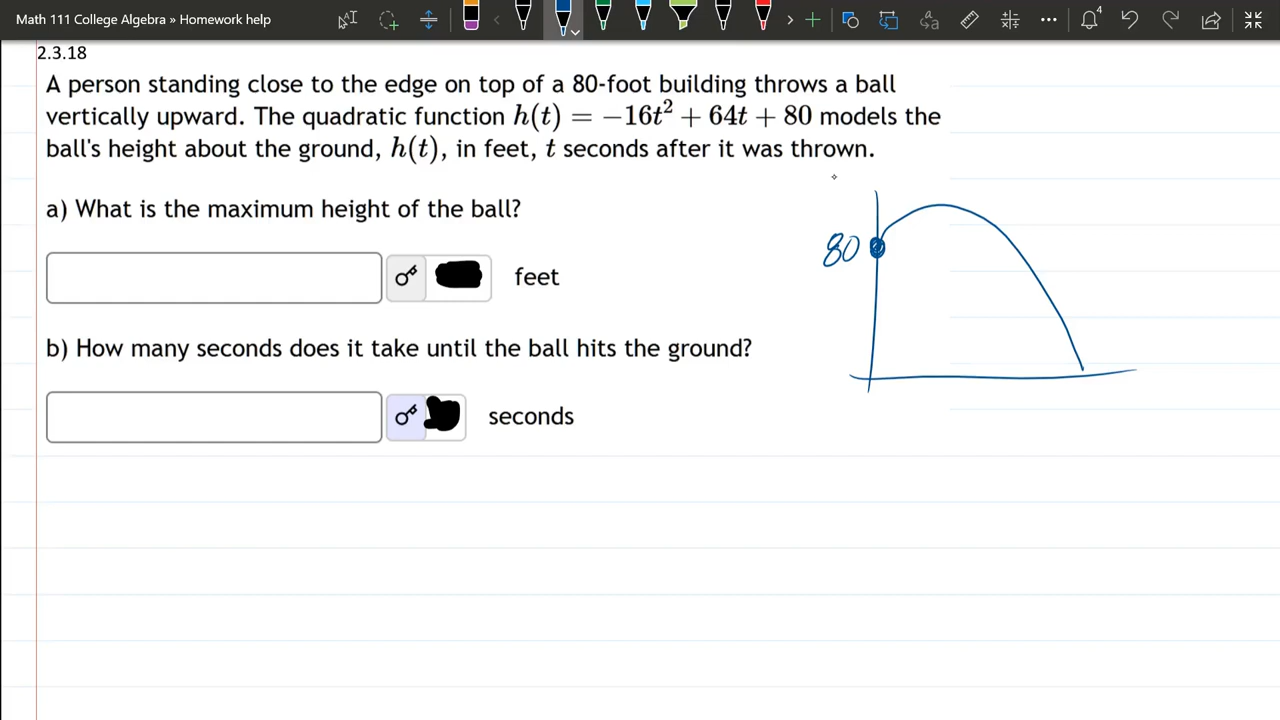 Math 111 College Algebra » Homework help
4
2.3.18
A person standing close to the edge on top of a 80-foot building throws a ball
vertically upward. The quadratic function h(t) = −16t² + 64t + 80 models the
ball's height about the ground, h(t), in feet, t seconds after it was thrown.
a) What is the maximum height of the ball?
80
feet
b) How many seconds does it take until the ball hits the ground?
seconds